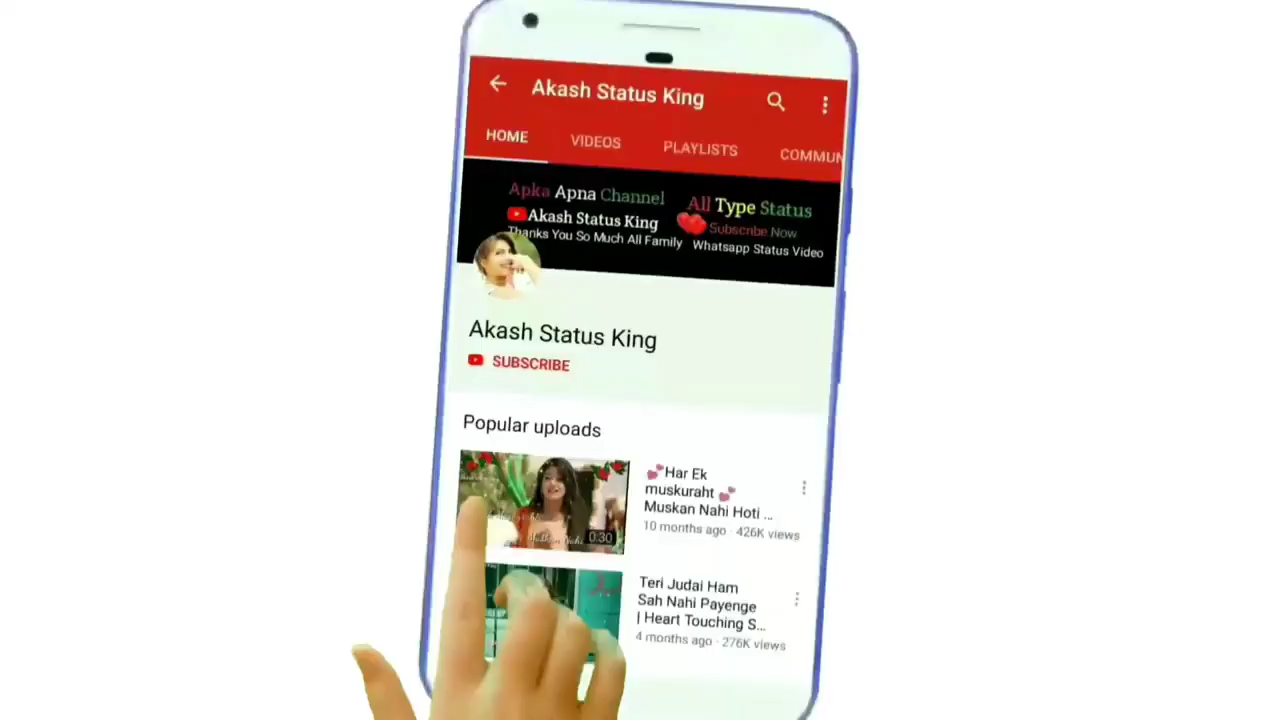 Akash Status King
HOME VIDEOS PLAYLISTS COMMUN
Apka Apna Channel
Akash Status King
Thanks You So Much All Family
All Type Status
Subscribe Now
Whatsapp Status Video
Akash Status King
SUBSCRIBE
Popular uploads
💕Har Ek
muskuraht 💕
Muskan Nahi Hoti ...
10 months ago · 426K views
0:30
Teri Judai Ham
Sah Nahi Payenge
| Heart Touching S...
4 months ago · 276K views